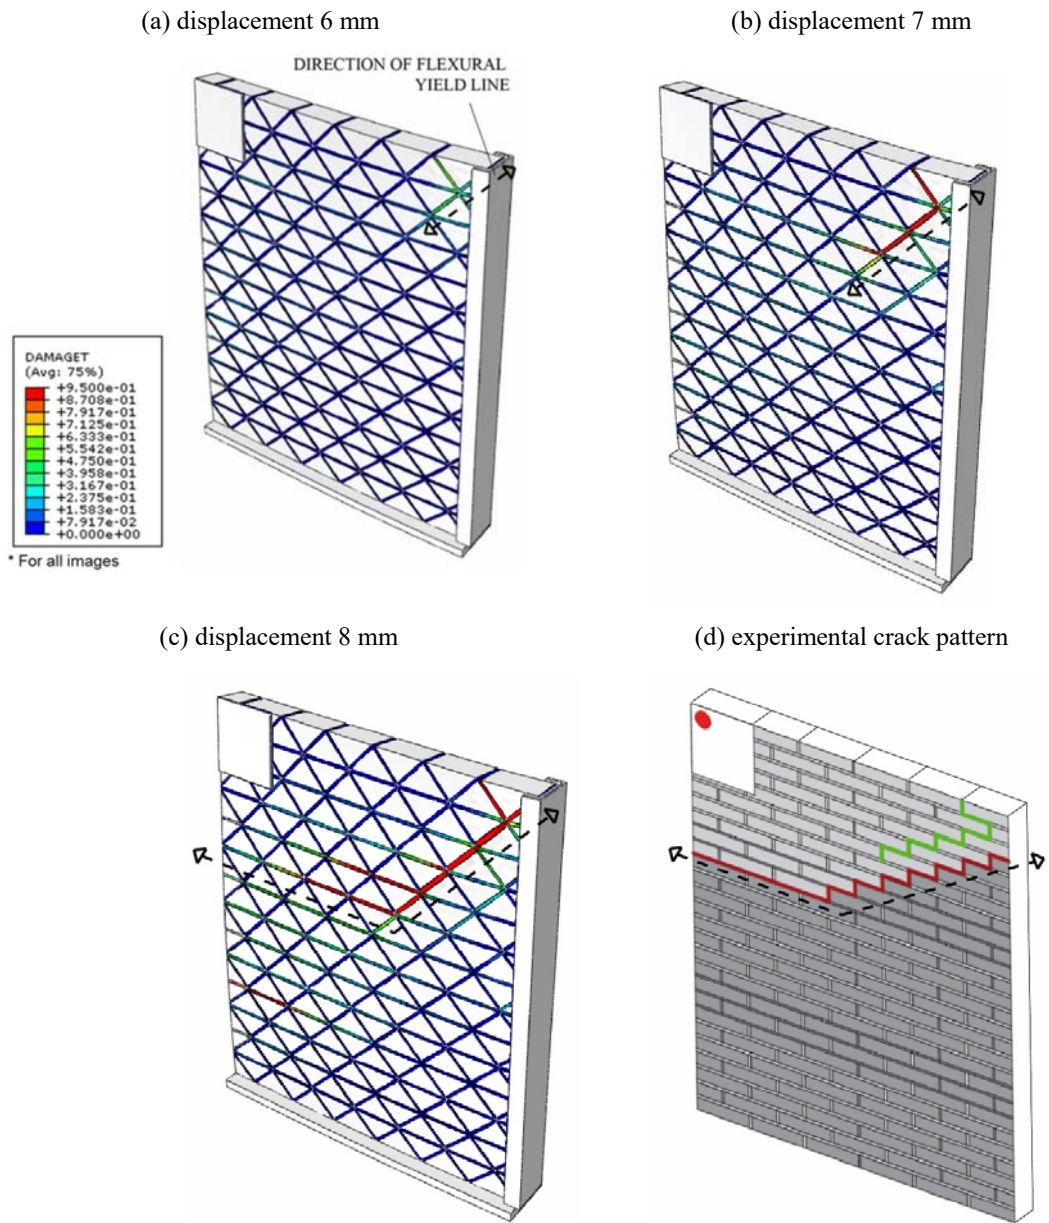 (a) displacement 6 mm
(b) displacement 7 mm
DIRECTION OF FLEXURAL
YIELD LINE
DAMAGET
(Avg: 75%)
+9.500e-01
+8.708e-01
+7.917e-01
+7.125e-01
+6.333e-01
+5.542e-01
+4.750e-01
+3.958e-01
+3.167e-01
+2.375e-01
+1.583e-01
+7.917e-02
+0.000e+00
* For all images
(c) displacement 8 mm
(d) experimental crack pattern